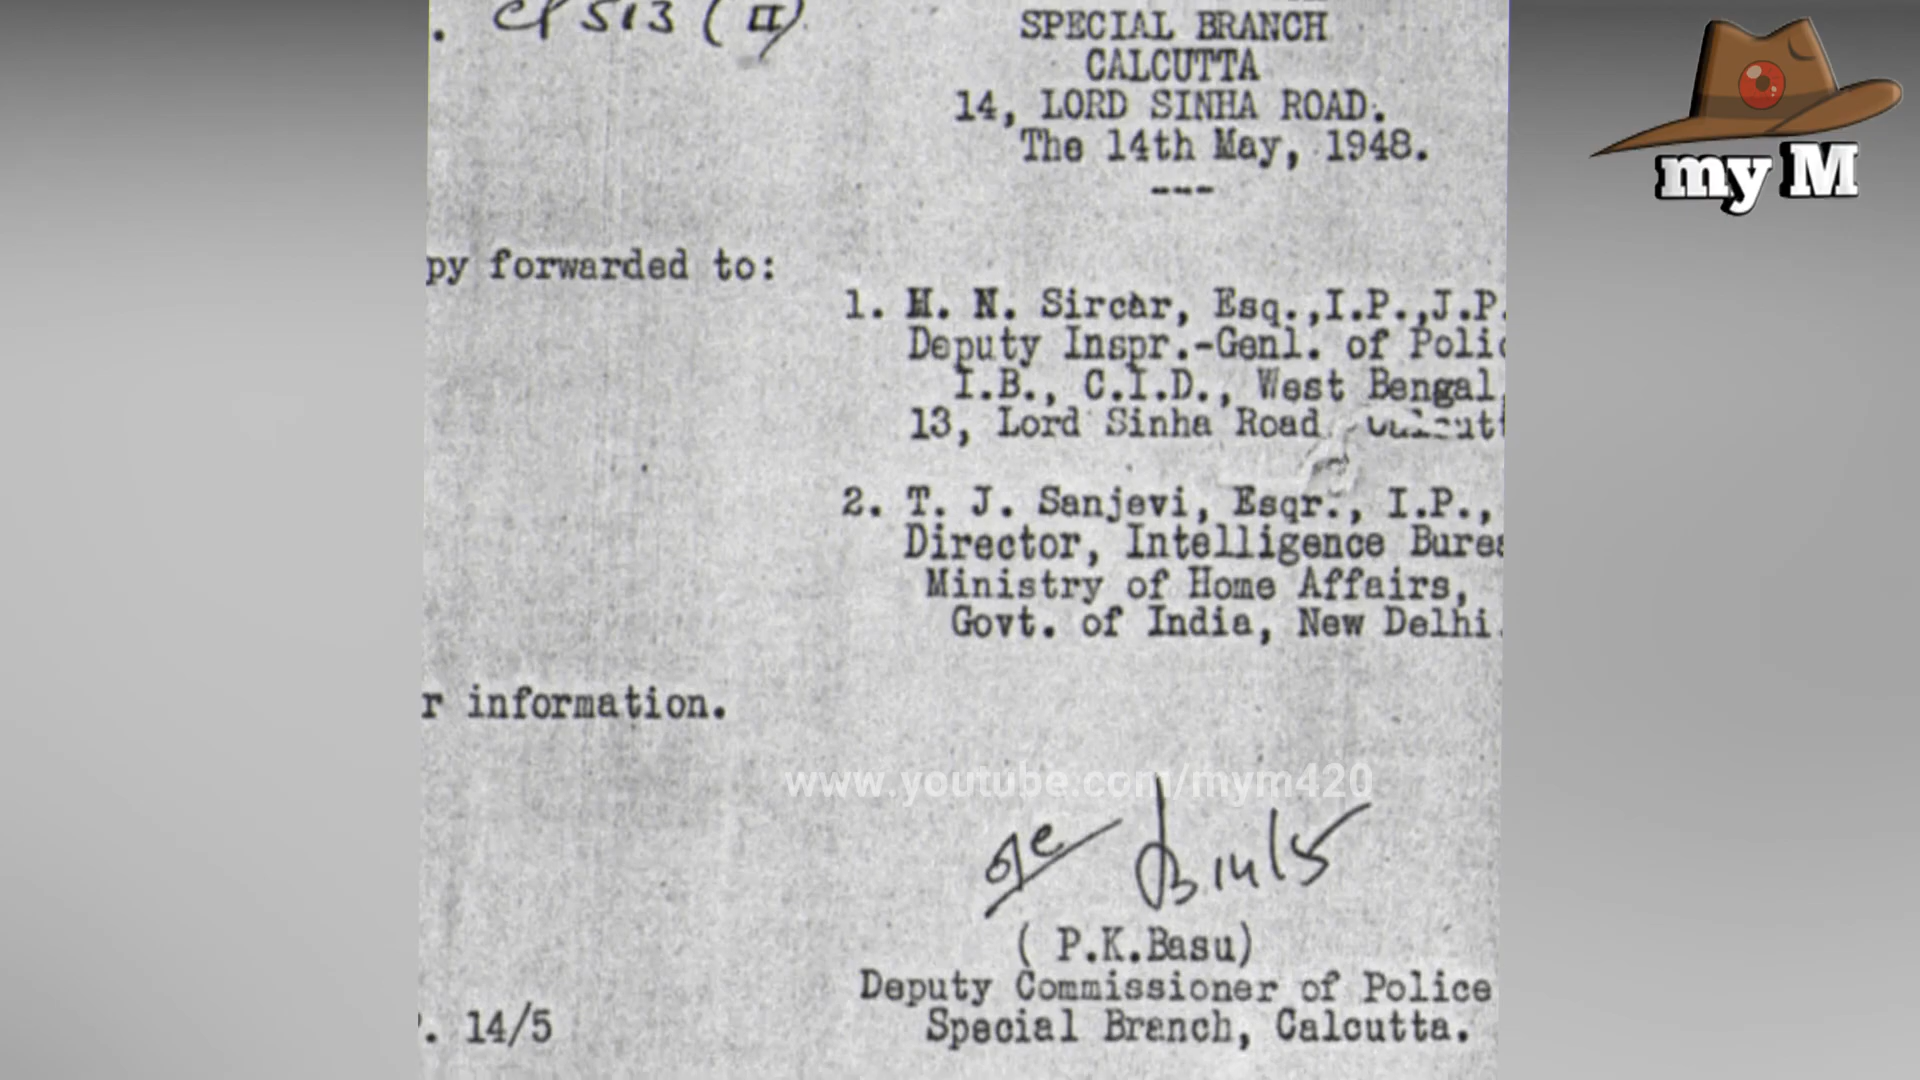 SPECIAL BRANCH
CALCUTTA
14, LORD SINHA ROAD.
The 14th May, 1948.
---
py forwarded to:
1. H. N. Sircar, Esq.,I.P.,J.P.
Deputy Inspr.-Genl. of Polic
I.B., C.I.D., West Bengal,
13, Lord Sinha Road
2. T. J. Sanjevi, Esqr., I.P.,
Director, Intelligence Burea
Ministry of Home Affairs,
Govt. of India, New Delhi.
r information.
www.youtube.com/mym420
14/5
( P.K.Basu)
Deputy Commissioner of Police
Special Branch, Calcutta.
. 14/5
my M